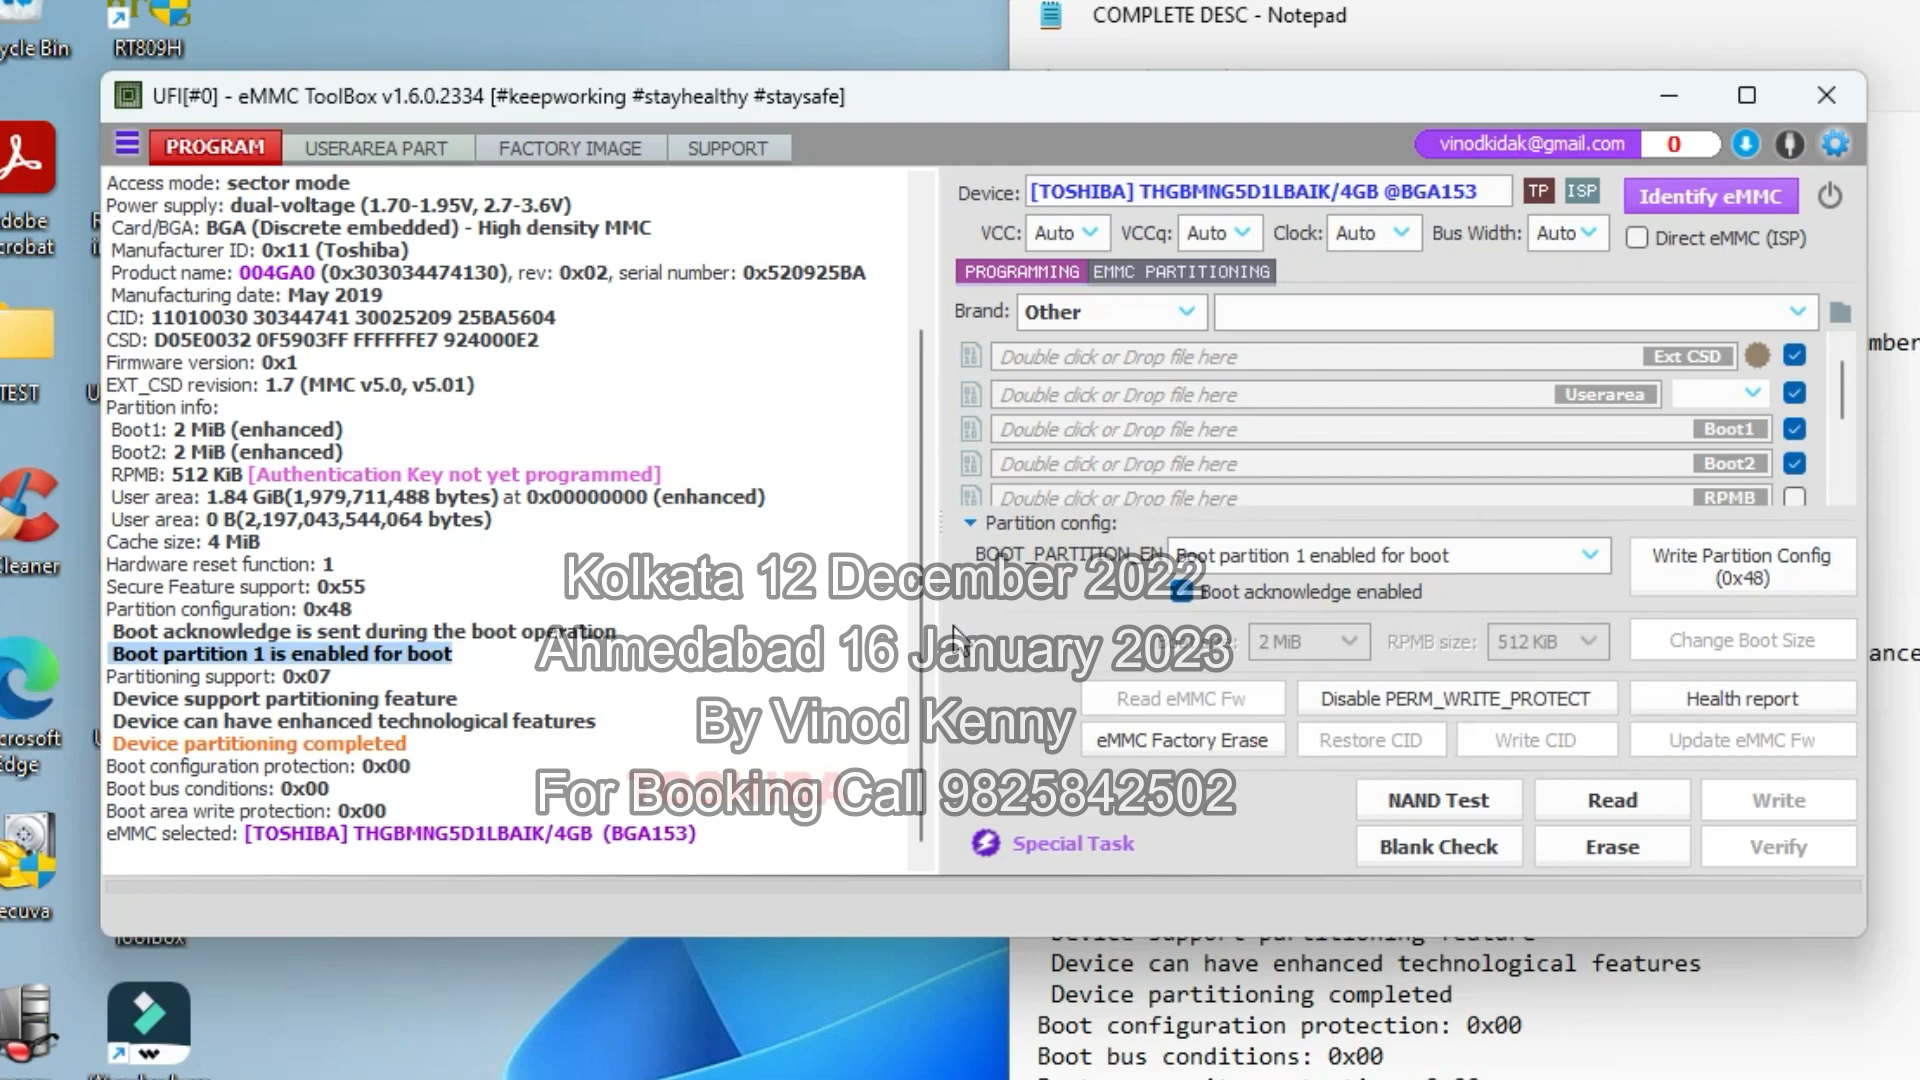 COMPLETE DESC - Notepad
ycle Bin
RT809H
UFI[#0] - eMMC ToolBox v1.6.0.2334 [#keepworking #stayhealthy #staysafe]
PROGRAM
USERAREA PART
FACTORY IMAGE
SUPPORT
vinodkidak@gmail.com
0
Access mode: sector mode
Power supply: dual-voltage (1.70-1.95V, 2.7-3.6V)
Card/BGA: BGA (Discrete embedded) - High density MMC
Manufacturer ID: 0x11 (Toshiba)
Product name: 004GA0 (0x303034474130), rev: 0x02, serial number: 0x520925BA
Manufacturing date: May 2019
CID: 11010030 30344741 30025209 25BA5604
CSD: D05E0032 0F5903FF FFFFFFE7 924000E2
Firmware version: 0x1
EXT_CSD revision: 1.7 (MMC v5.0, v5.01)
Partition info:
Boot1: 2 MiB (enhanced)
Boot2: 2 MiB (enhanced)
RPMB: 512 KiB [Authentication Key not yet programmed]
User area: 1.84 GiB(1,979,711,488 bytes) at 0x00000000 (enhanced)
User area: 0 B(2,197,043,544,064 bytes)
Cache size: 4 MiB
Hardware reset function: 1
Secure Feature support: 0x55
Partition configuration: 0x48
Boot acknowledge is sent during the boot operation
Boot partition 1 is enabled for boot
Partitioning support: 0x07
Device support partitioning feature
Device can have enhanced technological features
Device partitioning completed
Boot configuration protection: 0x00
Boot bus conditions: 0x00
Boot area write protection: 0x00
eMMC selected: [TOSHIBA] THGBMNG5D1LBAIK/4GB (BGA153)
Device: [TOSHIBA] THGBMNG5D1LBAIK/4GB @BGA153
TP ISP
Identify eMMC
VCC: Auto VCCq: Auto Clock: Auto Bus Width: Auto
Direct eMMC (ISP)
PROGRAMMING EMMC PARTITIONING
Brand: Other
Double click or Drop file here Ext CSD
Double click or Drop file here Userarea
Double click or Drop file here Boot1
Double click or Drop file here Boot2
Double click or Drop file here RPMB
Partition config:
BOOT_PARTITION_EN Boot partition 1 enabled for boot
Write Partition Config (0x48)
Boot acknowledge enabled
2 MiB RPMB size: 512 KiB Change Boot Size
Read eMMC Fw Disable PERM_WRITE_PROTECT Health report
eMMC Factory Erase Restore CID Write CID Update eMMC Fw
NAND Test Read Write
Special Task
Blank Check Erase Verify
Kolkata 12 December 2022
Ahmedabad 16 January 2023
By Vinod Kenny
For Booking Call 9825842502
TOSHIBA
dobe
crobat
TEST
leaner
crosoft
dge
ecuva
ToolBox
mber
ance
Device support partitioning feature
Device can have enhanced technological features
Device partitioning completed
Boot configuration protection: 0x00
Boot bus conditions: 0x00